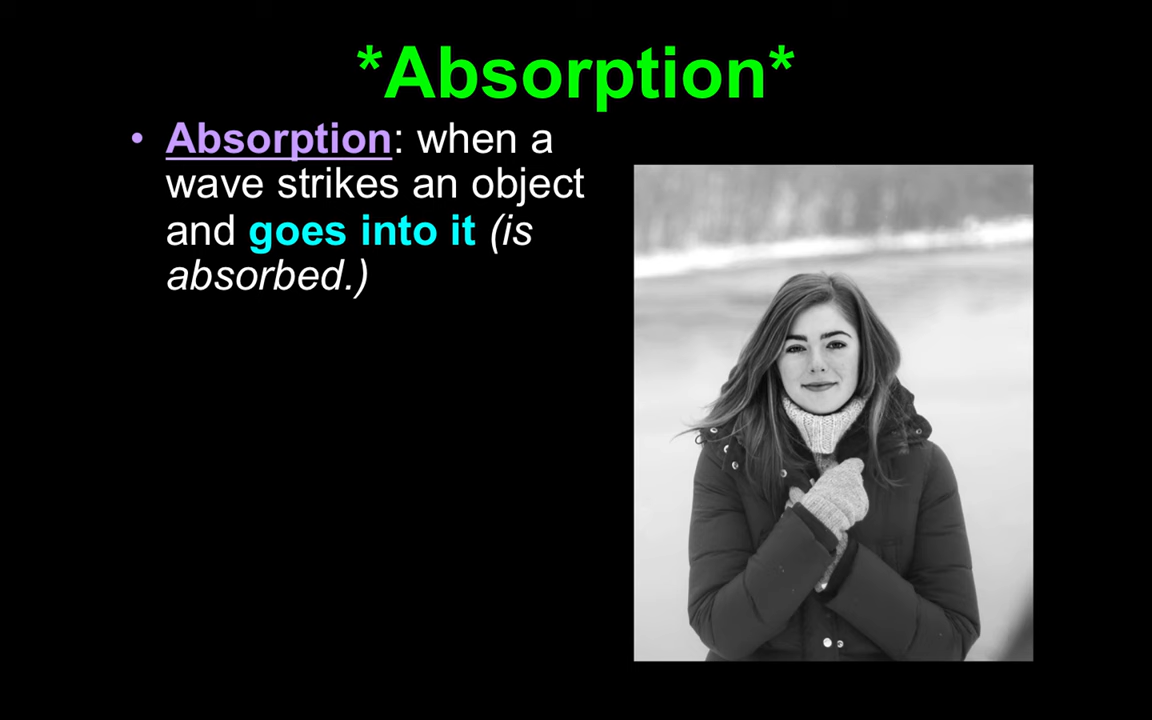 *Absorption*
• Absorption: when a
wave strikes an object
and goes into it (is
absorbed.)